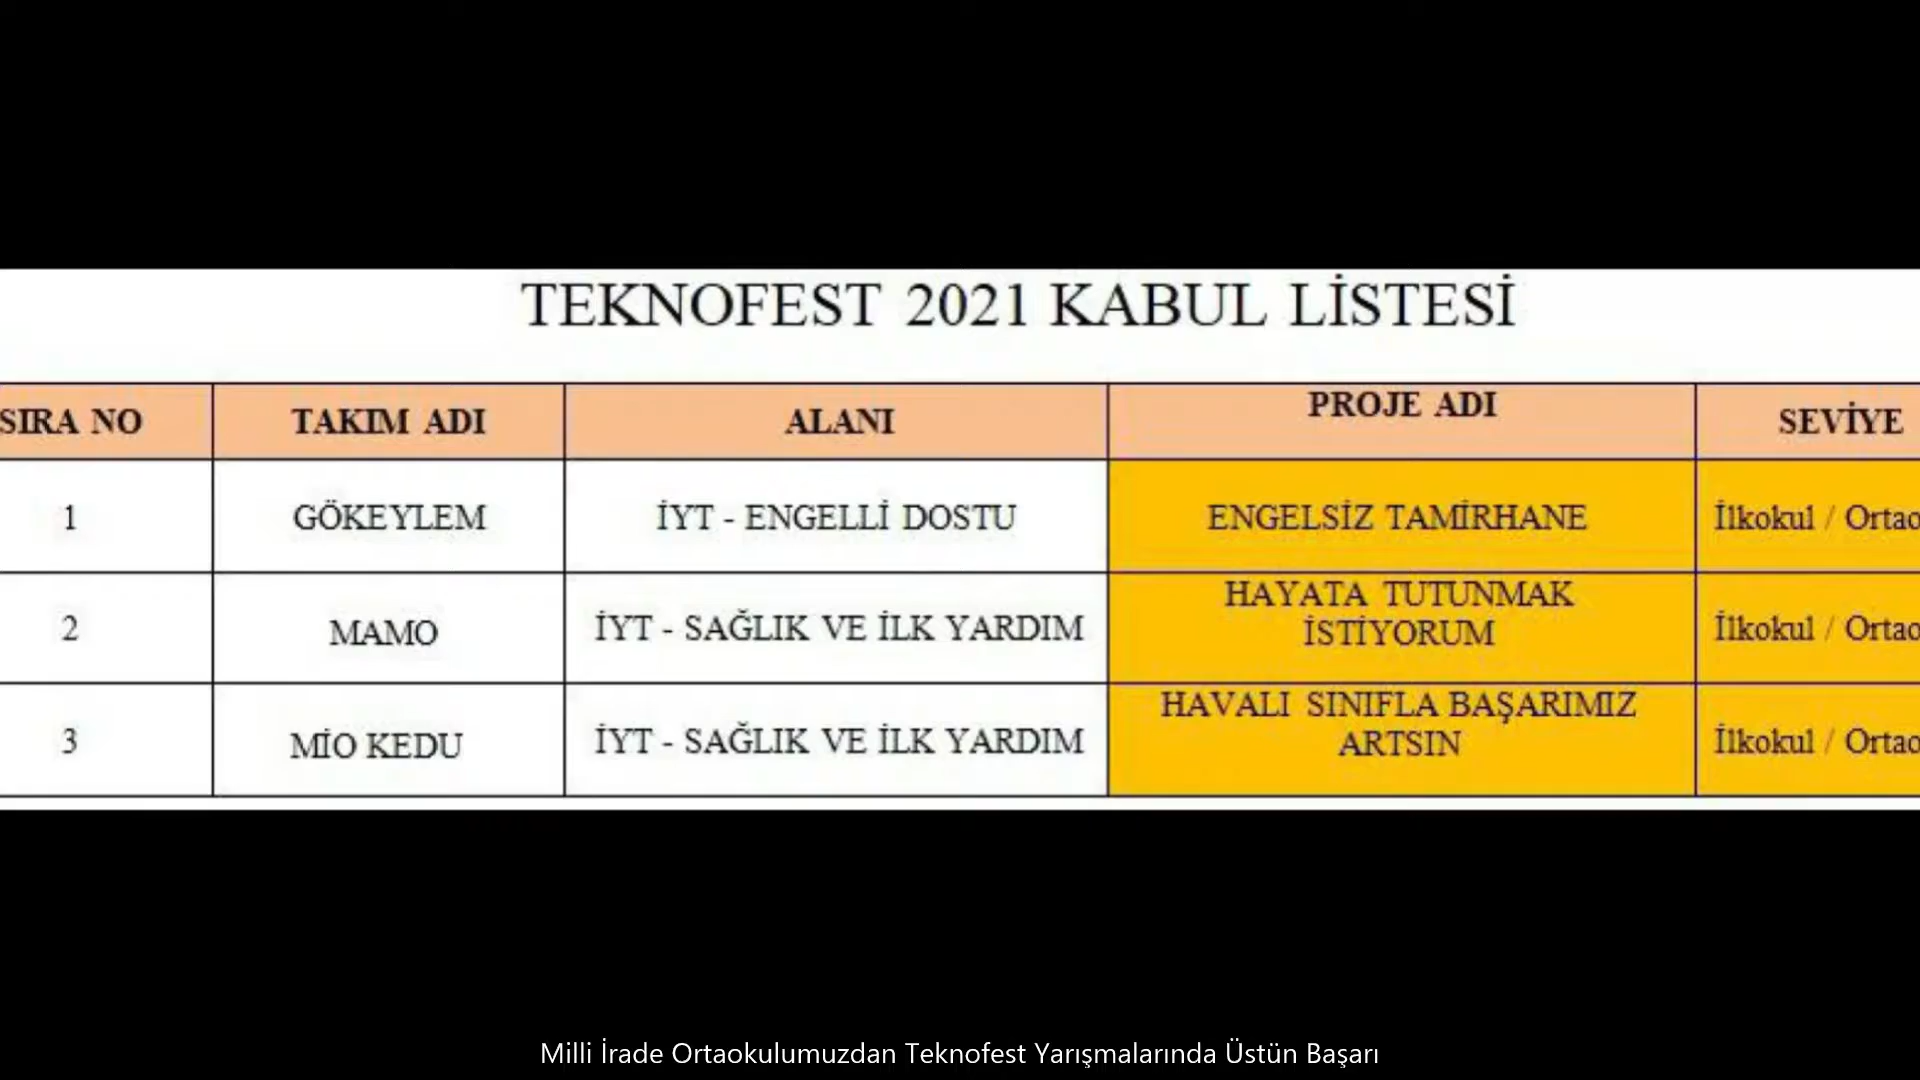 TEKNOFEST 2021 KABUL LİSTESİ
SIRA NO TAKIM ADI ALANI PROJE ADI SEVİYE
1 GÖKEYLEM İYT - ENGELLİ DOSTU ENGELSİZ TAMİRHANE İlkokul / Ortao
2 MAMO İYT - SAĞLIK VE İLK YARDIM HAYATA TUTUNMAK
İSTİYORUM İlkokul / Ortao
3 MİO KEDU İYT - SAĞLIK VE İLK YARDIM HAVALI SINIFLA BAŞARIMIZ
ARTSIN İlkokul / Ortao
Milli İrade Ortaokulumuzdan Teknofest Yarışmalarında Üstün Başarı